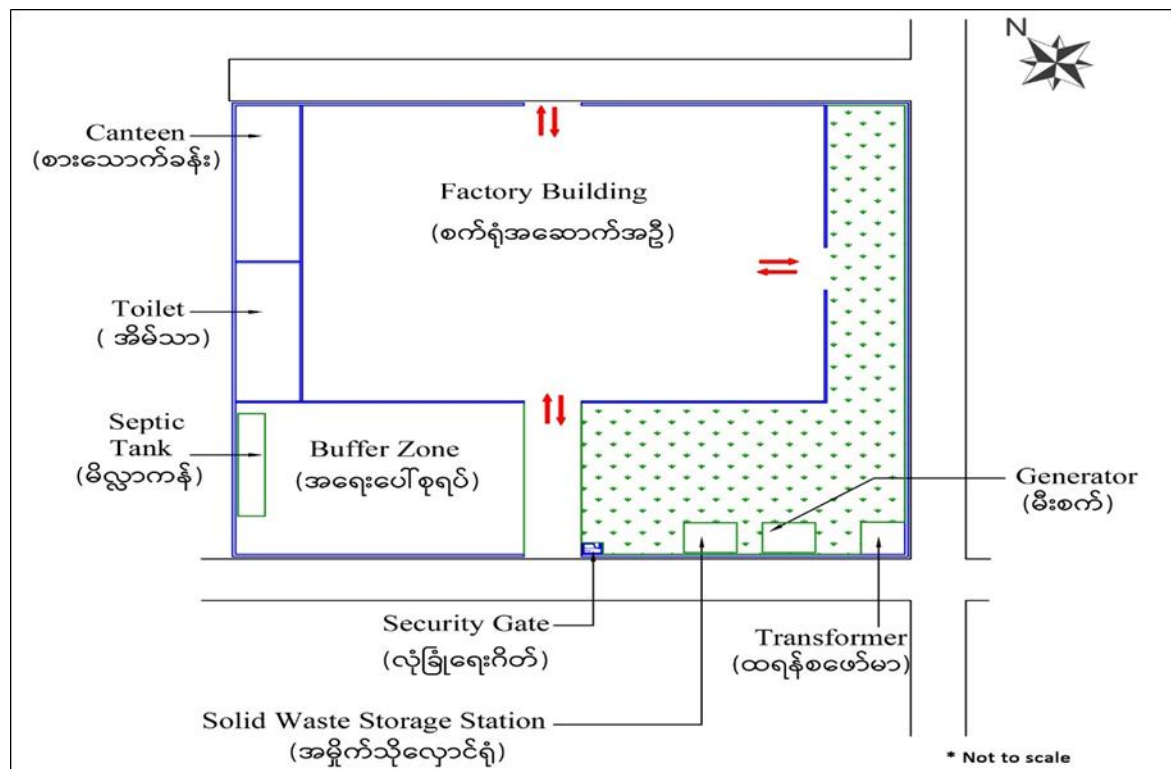 N
Canteen
(စားသောက်ခန်း)
Factory Building
(စက်ရုံအဆောက်အဦ)
Toilet
( အိမ်သာ)
Septic
Tank
(မိလ္လာကန်)
Buffer Zone
(အရေးပေါ်စုရပ်)
Generator
(မီးစက်)
Security Gate
(လုံခြုံရေးဂိတ်)
Transformer
(ထရန်စဖော်မာ)
Solid Waste Storage Station
(အမှိုက်သိုလှောင်ရုံ)
* Not to scale